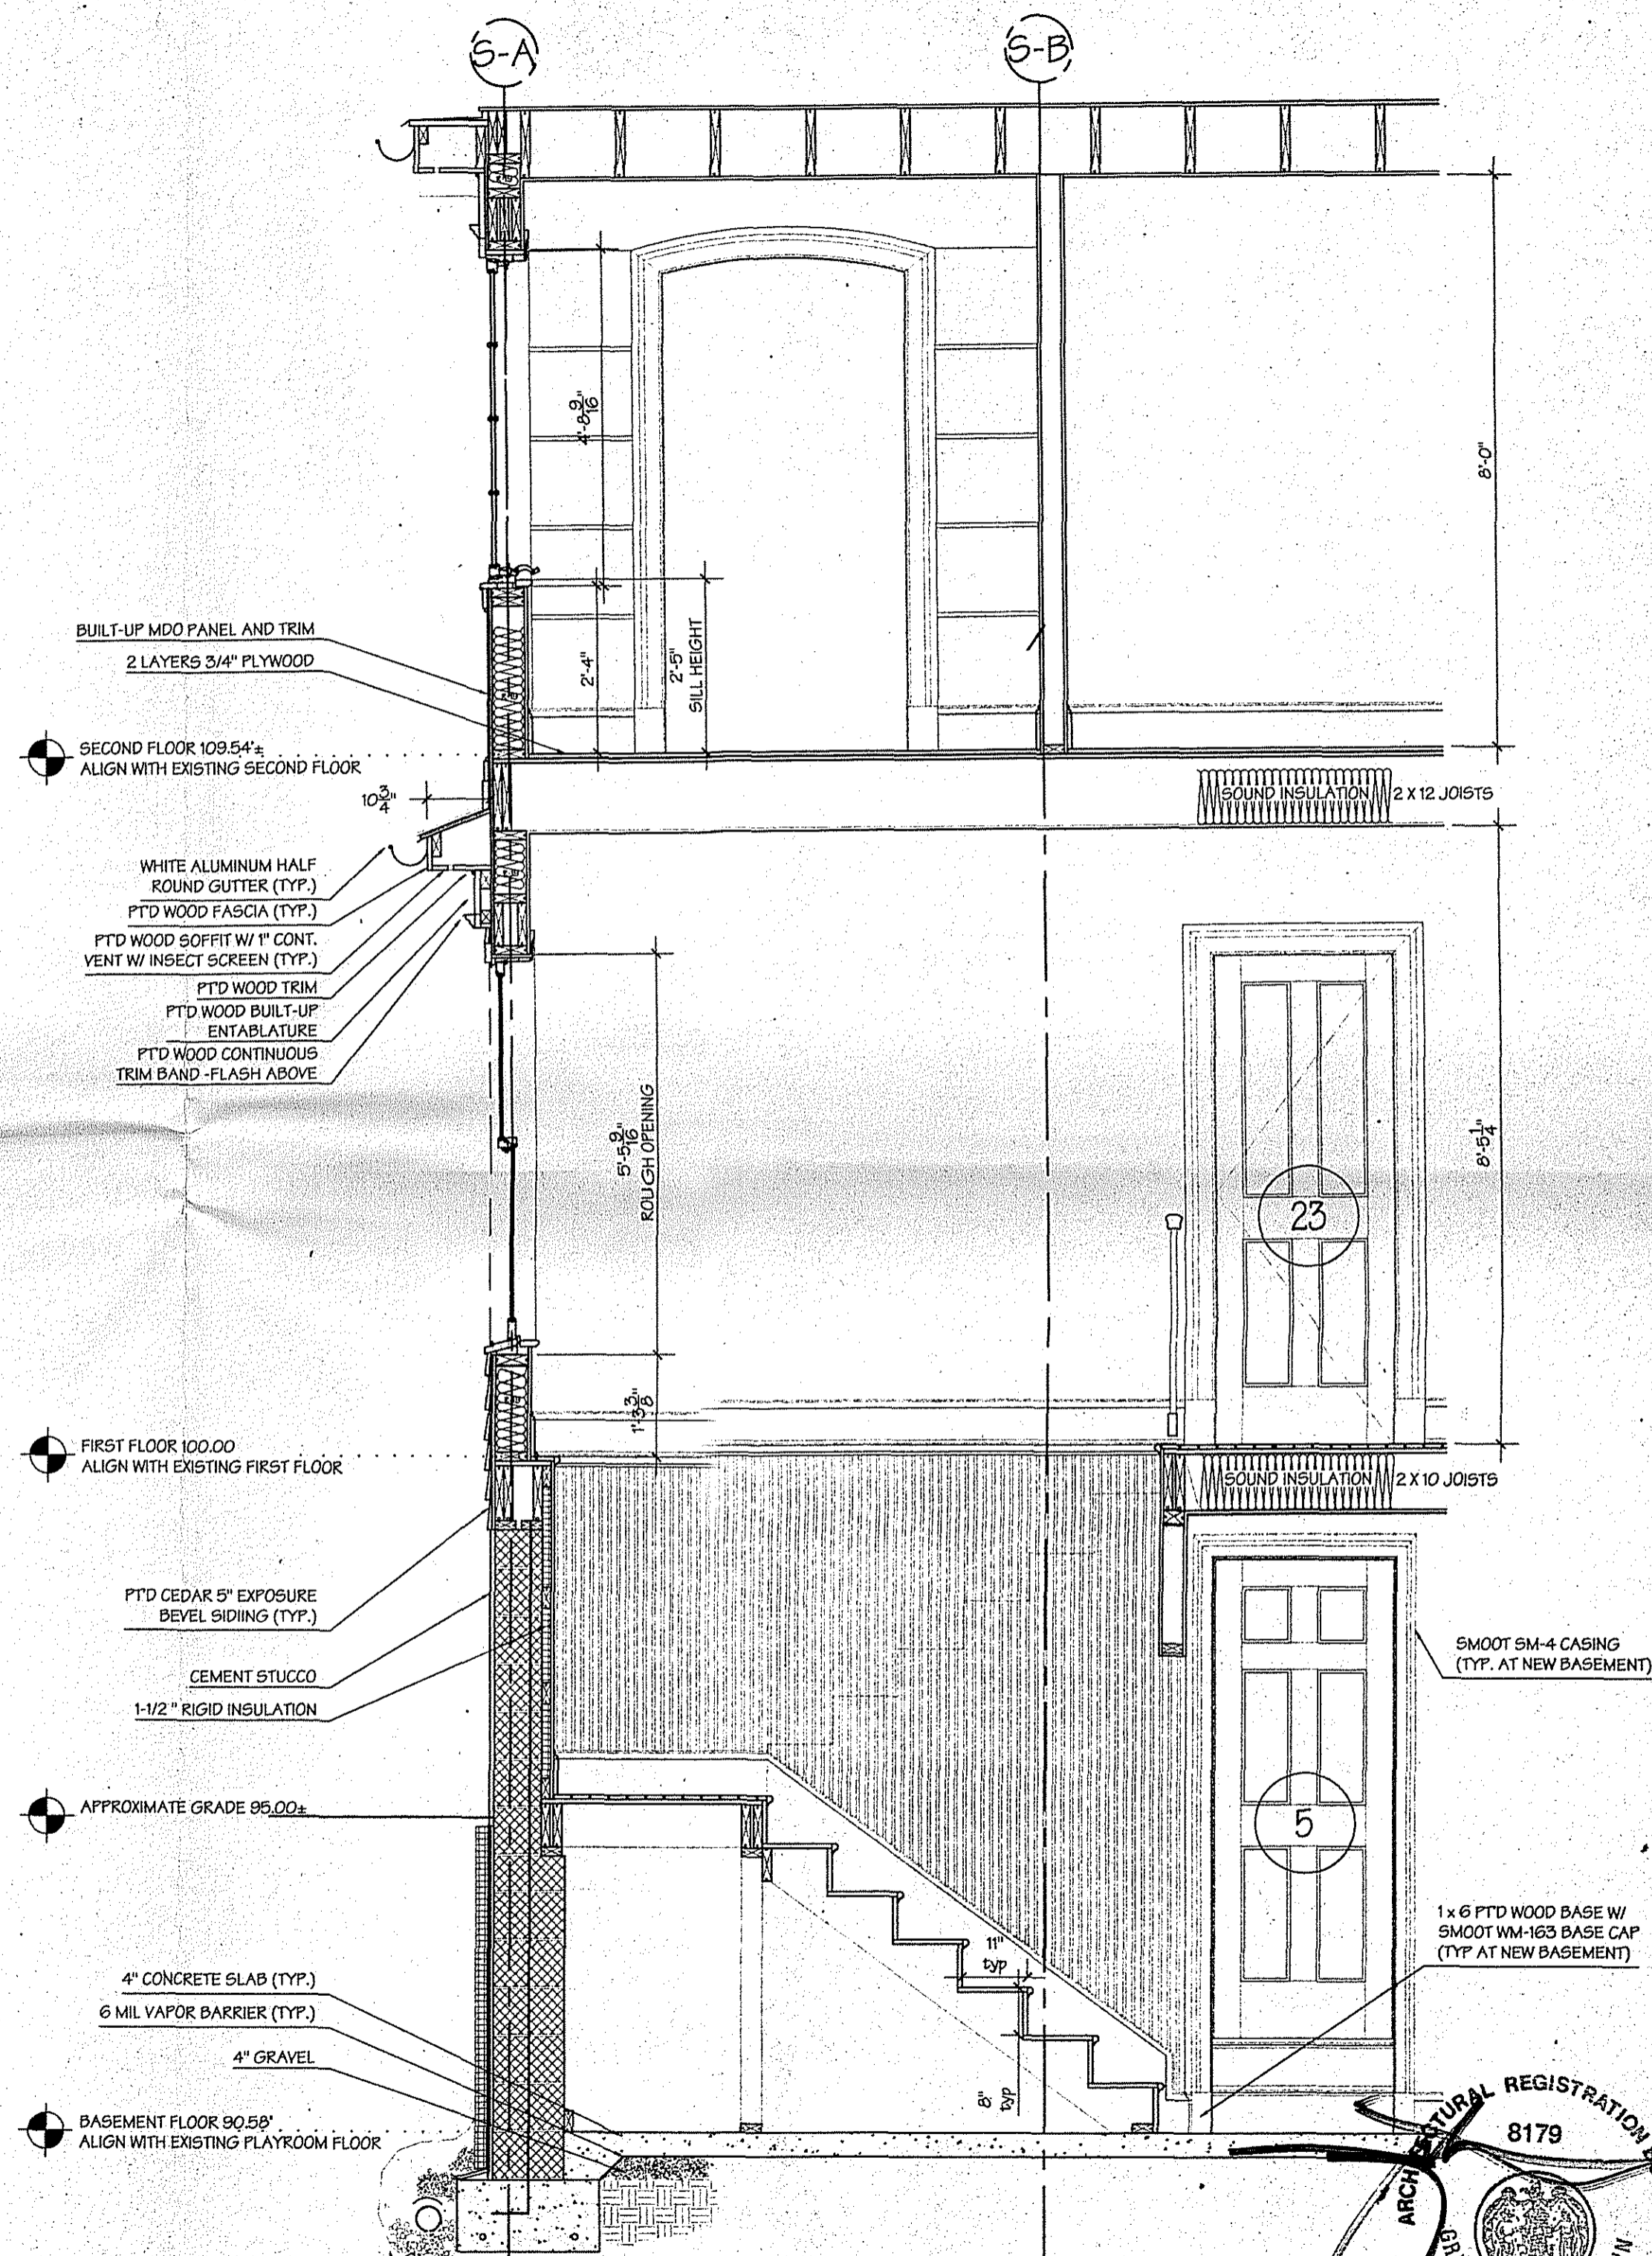 S-A
S-B
4'-8 9/16"
8'-0"
BUILT-UP MDO PANEL AND TRIM
2 LAYERS 3/4" PLYWOOD
2'-4"
2'-5"
SILL HEIGHT
SECOND FLOOR 109.54'±
ALIGN WITH EXISTING SECOND FLOOR
10 3/4"
SOUND INSULATION
2 X 12 JOISTS
WHITE ALUMINUM HALF
ROUND GUTTER (TYP.)
PT'D WOOD FASCIA (TYP.)
PT'D WOOD SOFFIT W/ 1" CONT.
VENT W/ INSECT SCREEN (TYP.)
PT'D WOOD TRIM
PT'D WOOD BUILT-UP
ENTABLATURE
PT'D WOOD CONTINUOUS
TRIM BAND -FLASH ABOVE
5'-5 9/16"
ROUGH OPENING
8'-5 1/4"
23
1'-3 3/8"
FIRST FLOOR 100.00
ALIGN WITH EXISTING FIRST FLOOR
SOUND INSULATION
2 X 10 JOISTS
PT'D CEDAR 5" EXPOSURE
BEVEL SIDIING (TYP.)
CEMENT STUCCO
1-1/2" RIGID INSULATION
SMOOT SM-4 CASING
(TYP. AT NEW BASEMENT)
APPROXIMATE GRADE 95.00±
5
1 x 6 PT'D WOOD BASE W/
SMOOT WM-163 BASE CAP
(TYP AT NEW BASEMENT)
11"
typ
8"
typ
4" CONCRETE SLAB (TYP.)
6 MIL VAPOR BARRIER (TYP.)
4" GRAVEL
BASEMENT FLOOR 90.58'
ALIGN WITH EXISTING PLAYROOM FLOOR
REGISTRATION
8179